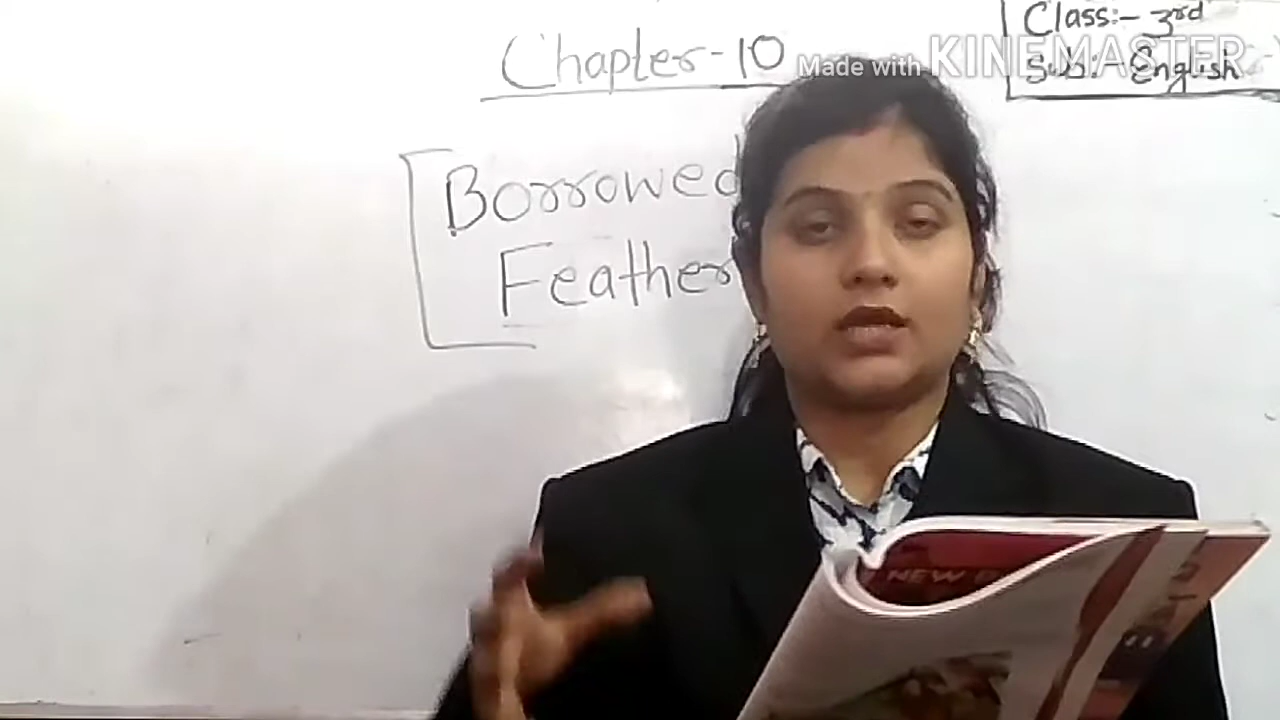 Chapter-10
Class:- 3rd
Sub:- English
Made with KINEMASTER
Borrowed
Feather
NEW